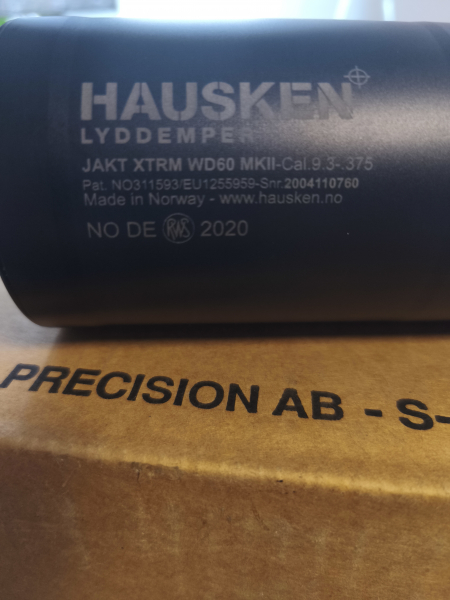 HAUSKEN
LYDDEMPER
JAKT XTRM WD60 MKII-Cal.9.3-.375
Pat. NO311593/EU1255959-Snr.2004110760
Made in Norway - www.hausken.no
NO DE RWS 2020
PRECISION AB - S-